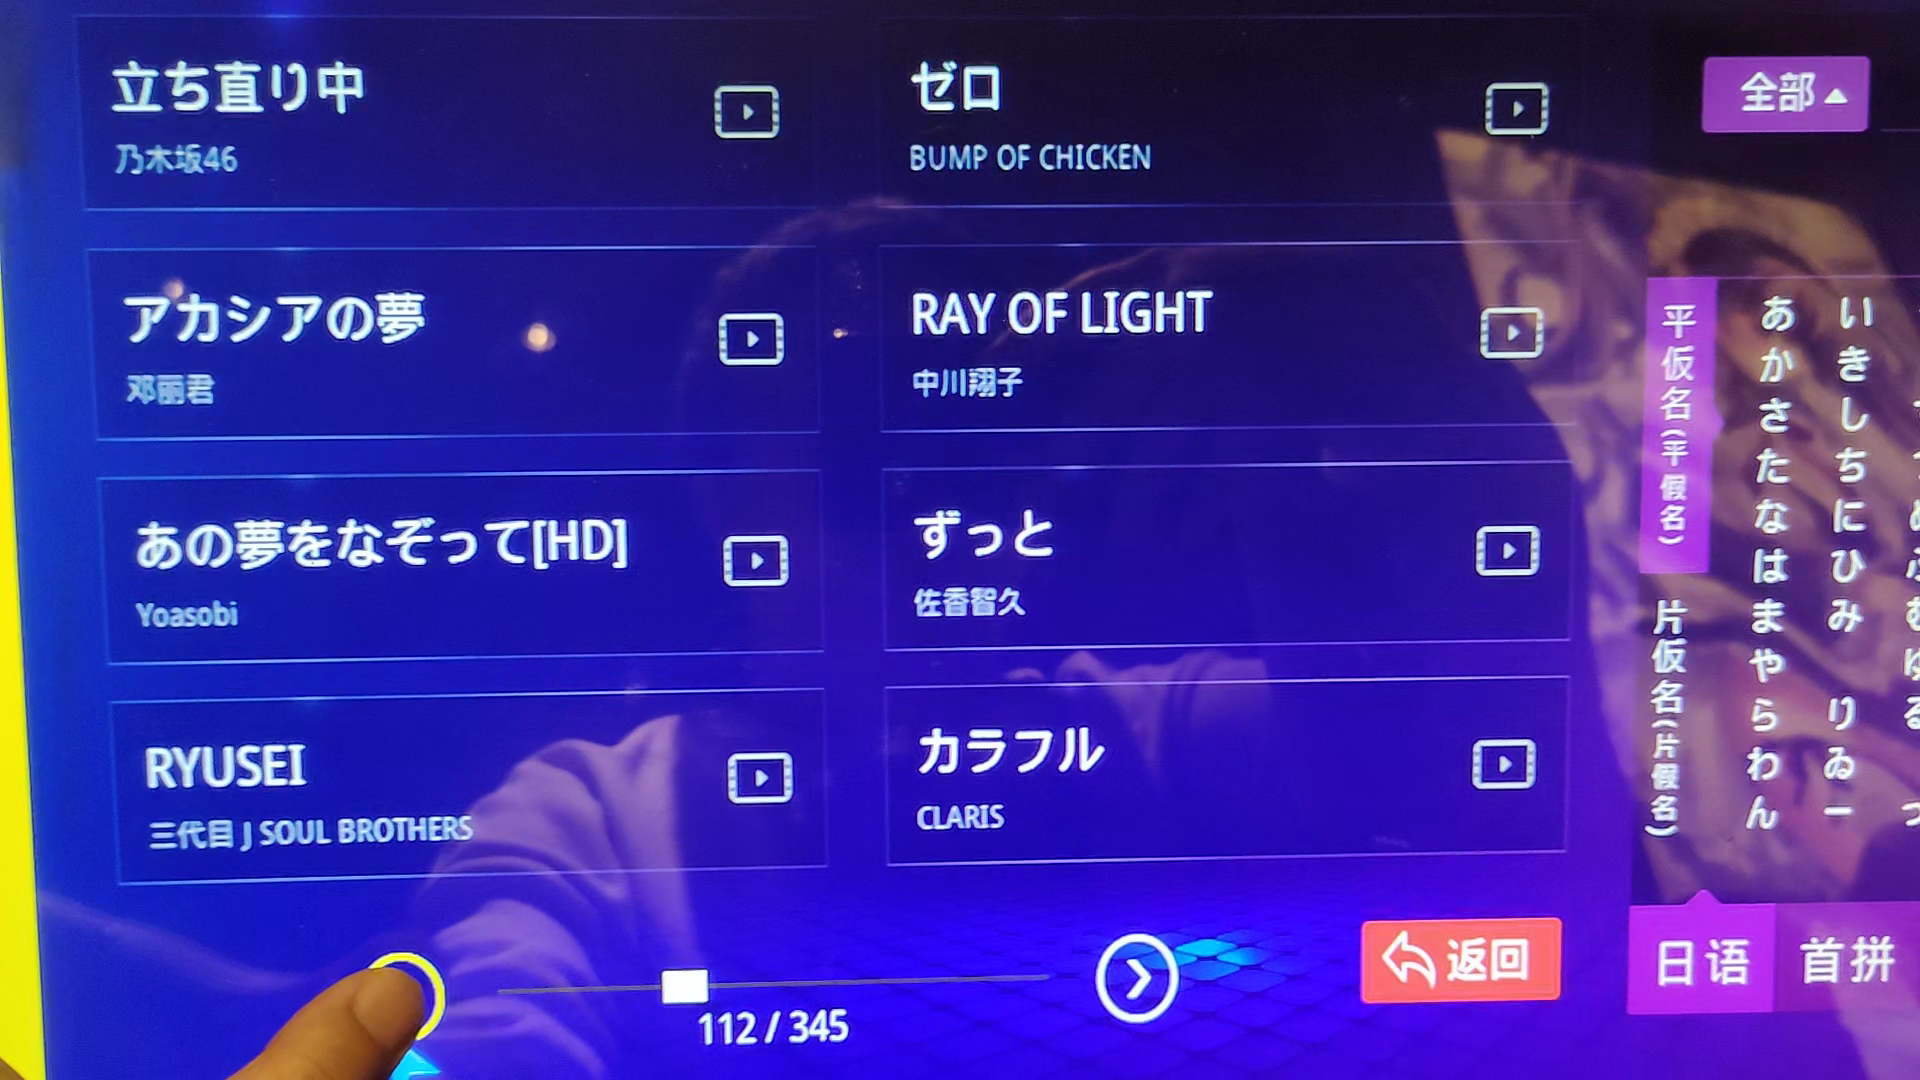 立ち直り中
乃木坂46
ゼロ
BUMP OF CHICKEN
アカシアの夢
邓丽君
RAY OF LIGHT
中川翔子
あの夢をなぞって[HD]
Yoasobi
ずっと
佐香智久
RYUSEI
三代目 J SOUL BROTHERS
カラフル
CLARIS
112 / 345
返回
全部
平仮名(平假名)
片仮名(片假名)
あかさたなはまやらわん
いきしちにひみ りゐー
日语
首拼